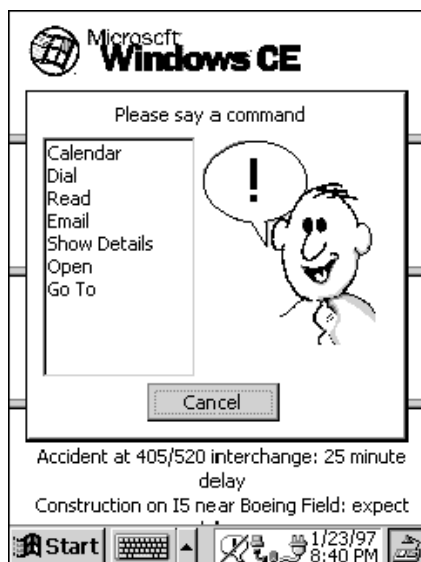 Microsoft
Windows CE
Please say a command
!
Calendar
Dial
Read
Email
Show Details
Open
Go To
Cancel
Accident at 405/520 interchange: 25 minute
delay
Construction on I5 near Boeing Field: expect
Start
1/23/97
8:40 PM